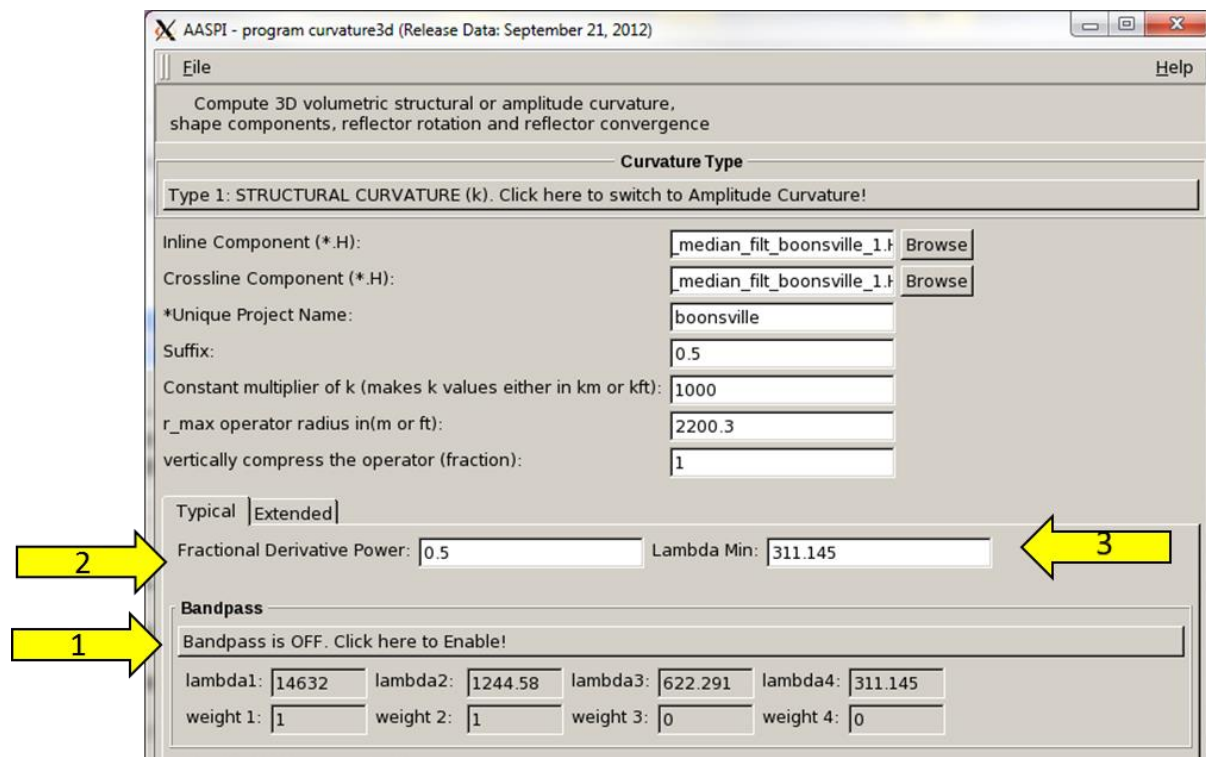 AASPI - program curvature3d (Release Data: September 21, 2012)
File Help
Compute 3D volumetric structural or amplitude curvature,
shape components, reflector rotation and reflector convergence
Curvature Type
Type 1: STRUCTURAL CURVATURE (k). Click here to switch to Amplitude Curvature!
Inline Component (*.H): _median_filt_boonsville_1.H Browse
Crossline Component (*.H): _median_filt_boonsville_1.H Browse
*Unique Project Name: boonsville
Suffix: 0.5
Constant multiplier of k (makes k values either in km or kft): 1000
r_max operator radius in(m or ft): 2200.3
vertically compress the operator (fraction): 1
Typical Extended
2 Fractional Derivative Power: 0.5 Lambda Min: 311.145 3
Bandpass
1 Bandpass is OFF. Click here to Enable!
lambda1: 14632 lambda2: 1244.58 lambda3: 622.291 lambda4: 311.145
weight 1: 1 weight 2: 1 weight 3: 0 weight 4: 0